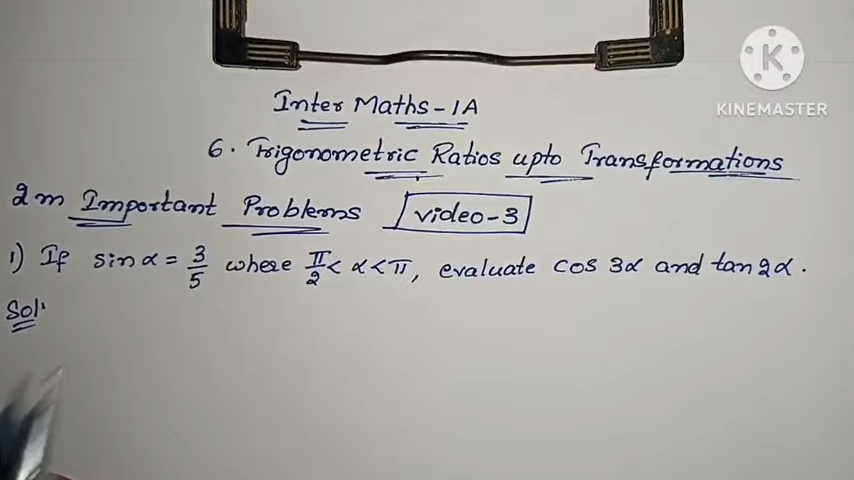 KINEMASTER
Inter Maths-1A
6. Trigonometric Ratios upto Transformations
2m Important Problems video-3
1) If sin α = 3/5 where π/2 < α < π, evaluate cos 3α and tan 2α.
Sol: